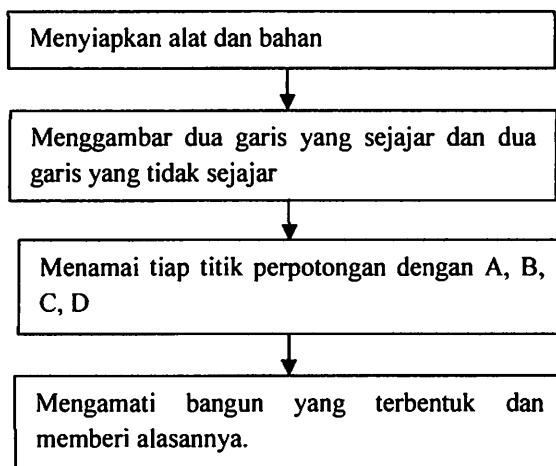 Menyiapkan alat dan bahan
Menggambar dua garis yang sejajar dan dua
garis yang tidak sejajar
Menamai tiap titik perpotongan dengan A, B,
C, D
Mengamati bangun yang terbentuk dan
memberi alasannya.